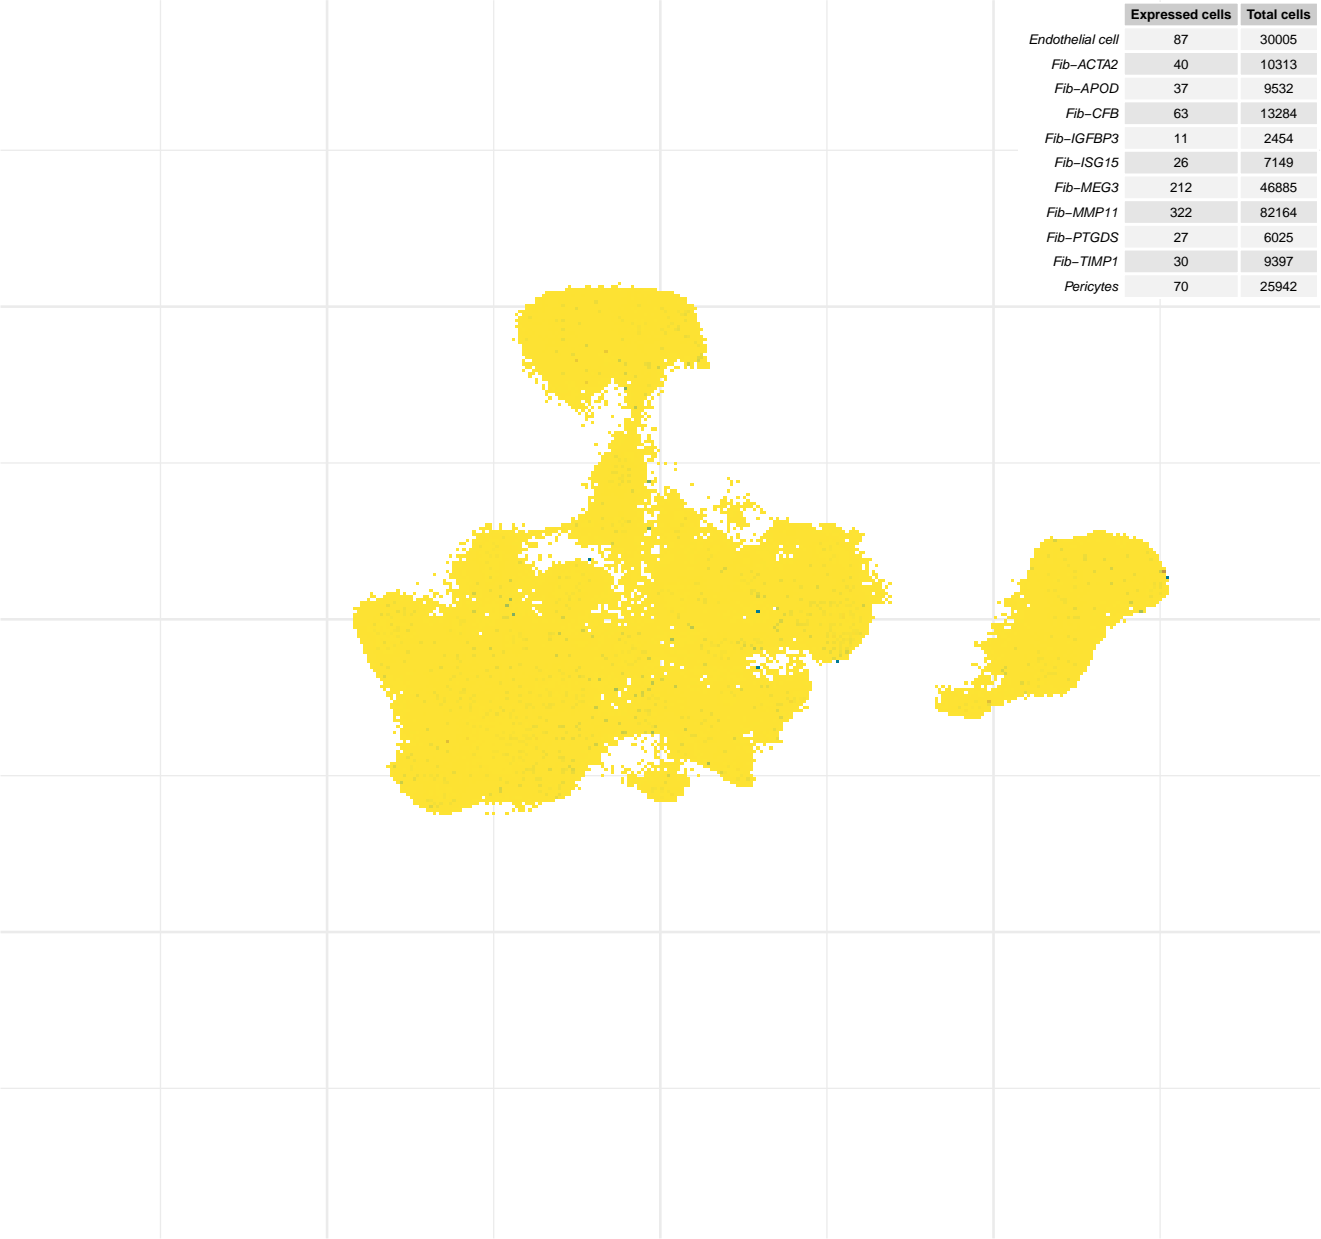 Expressed cells Total cells
Endothelial cell 87 30005
Fib−ACTA2 40 10313
Fib−APOD 37 9532
Fib−CFB 63 13284
Fib−IGFBP3 11 2454
Fib−ISG15 26 7149
Fib−MEG3 212 46885
Fib−MMP11 322 82164
Fib−PTGDS 27 6025
Fib−TIMP1 30 9397
Pericytes 70 25942